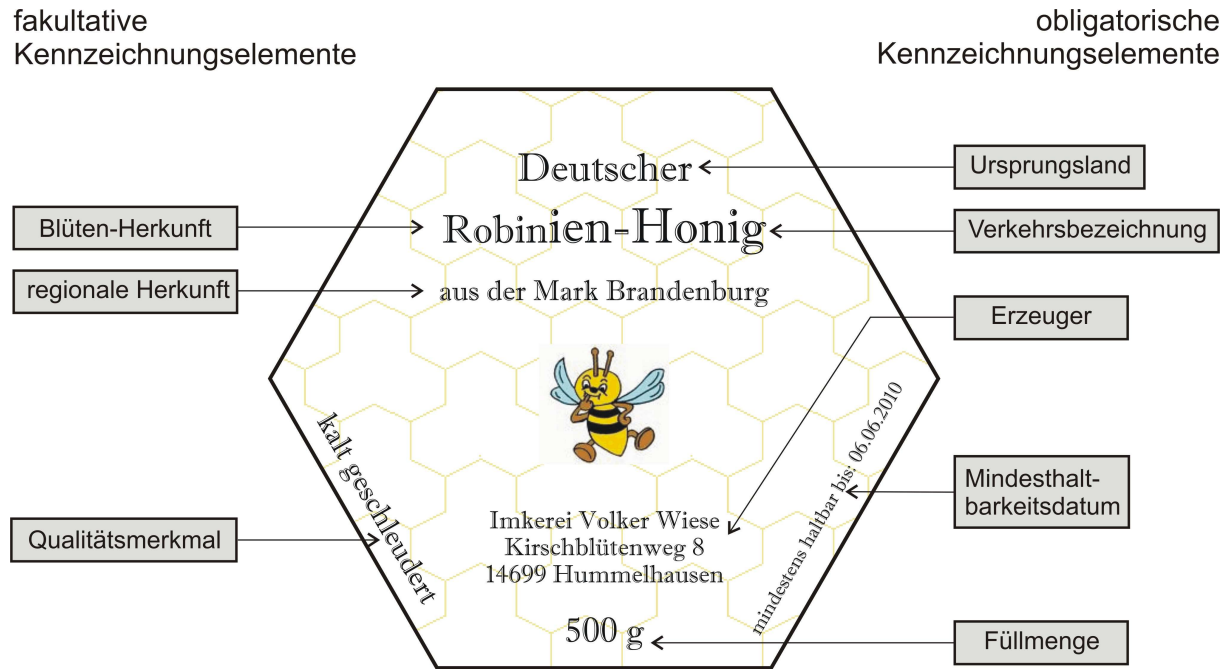 fakultative
Kennzeichnungselemente
obligatorische
Kennzeichnungselemente
Deutscher
Ursprungsland
Blüten-Herkunft
Robinien-Honig
Verkehrsbezeichnung
regionale Herkunft
aus der Mark Brandenburg
Erzeuger
kalt geschleudert
mindestens haltbar bis: 06.06.2010
Mindesthalt-
barkeitsdatum
Qualitätsmerkmal
Imkerei Volker Wiese
Kirschblütenweg 8
14699 Hummelhausen
500 g
Füllmenge